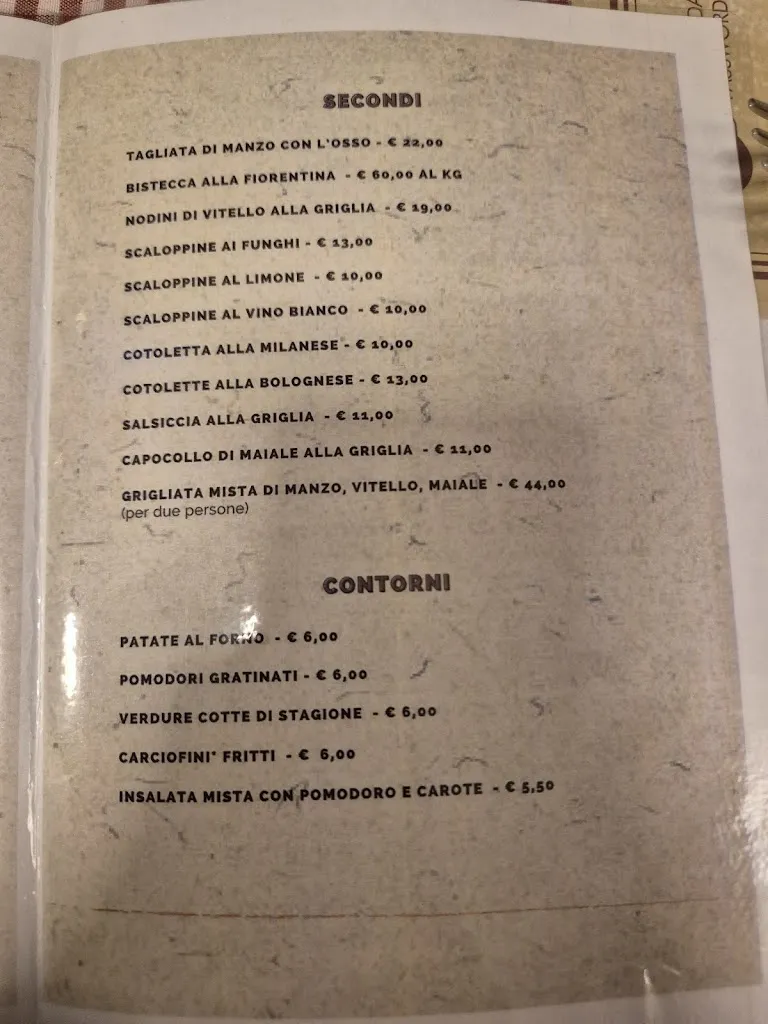 SECONDI
TAGLIATA DI MANZO CON L'OSSO - € 22,00
BISTECCA ALLA FIORENTINA - € 60,00 AL KG
NODINI DI VITELLO ALLA GRIGLIA - € 19,00
SCALOPPINE AI FUNGHI - € 13,00
SCALOPPINE AL LIMONE - € 10,00
SCALOPPINE AL VINO BIANCO - € 10,00
COTOLETTA ALLA MILANESE - € 10,00
COTOLETTE ALLA BOLOGNESE - € 13,00
SALSICCIA ALLA GRIGLIA - € 11,00
CAPOCOLLO DI MAIALE ALLA GRIGLIA - € 11,00
GRIGLIATA MISTA DI MANZO, VITELLO, MAIALE - € 44,00
(per due persone)
CONTORNI
PATATE AL FORNO - € 6,00
POMODORI GRATINATI - € 6,00
VERDURE COTTE DI STAGIONE - € 6,00
CARCIOFINI* FRITTI - € 6,00
INSALATA MISTA CON POMODORO E CAROTE - € 5,50